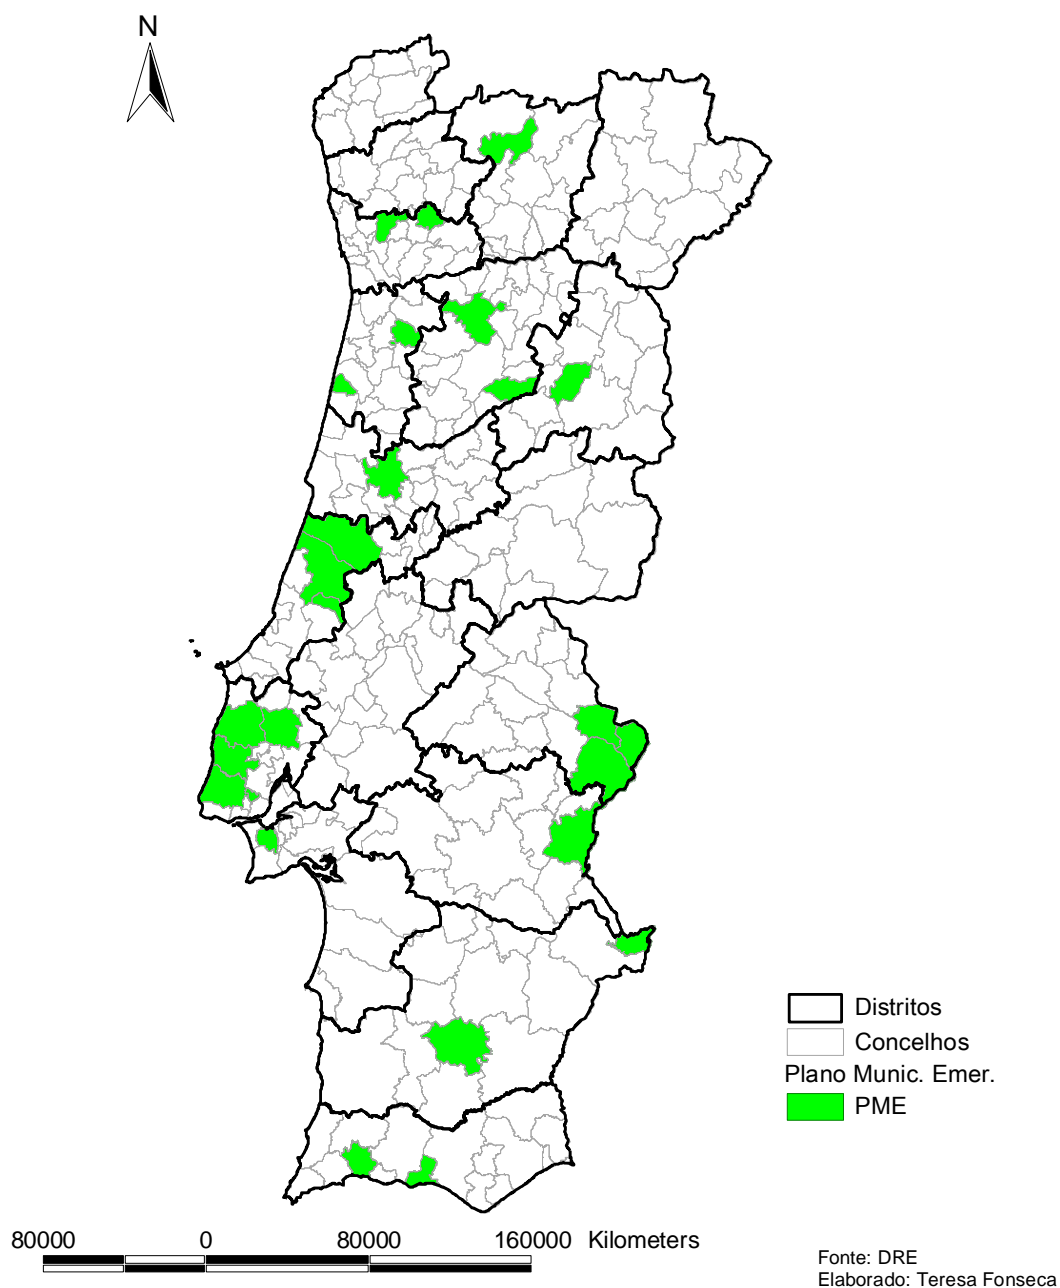 N
Distritos
Concelhos
Plano Munic. Emer.
PME
80000 0 80000 160000 Kilometers
Fonte: DRE
Elaborado: Teresa Fonseca